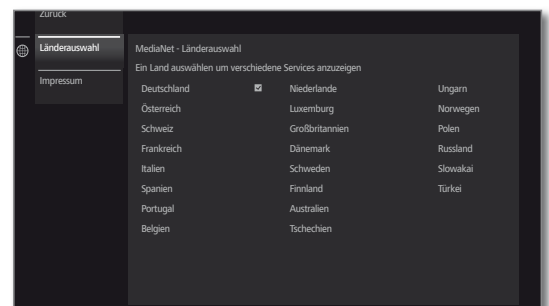 Zurück
Länderauswahl
Impressum
MediaNet - Länderauswahl
Ein Land auswählen um verschiedene Services anzuzeigen
Deutschland Niederlande Ungarn
Österreich Luxemburg Norwegen
Schweiz Großbritannien Polen
Frankreich Dänemark Russland
Italien Schweden Slowakai
Spanien Finnland Türkei
Portugal Australien
Belgien Tschechien